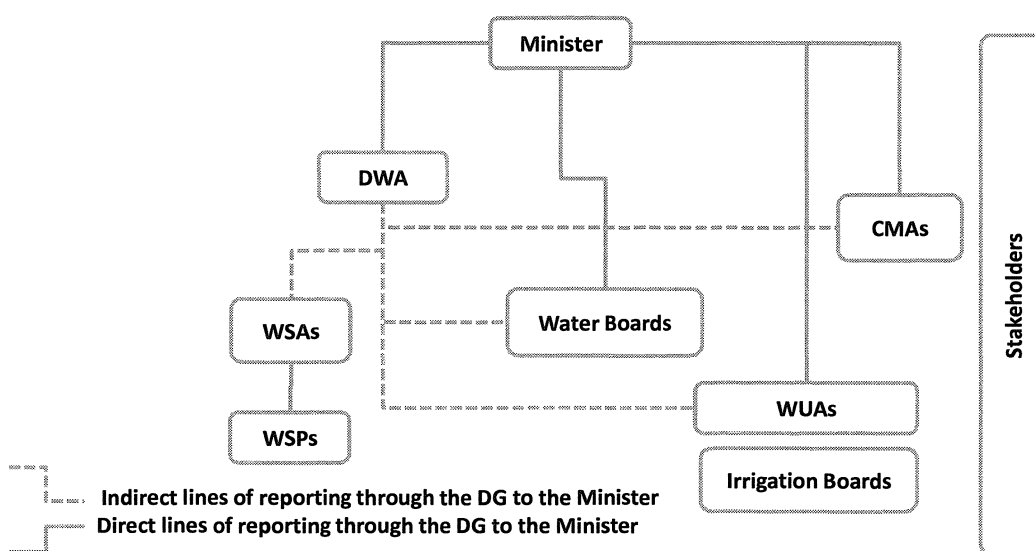 Minister
DWA
CMAs
Stakeholders
WSAs
Water Boards
WUAs
WSPs
Irrigation Boards
Indirect lines of reporting through the DG to the Minister
Direct lines of reporting through the DG to the Minister